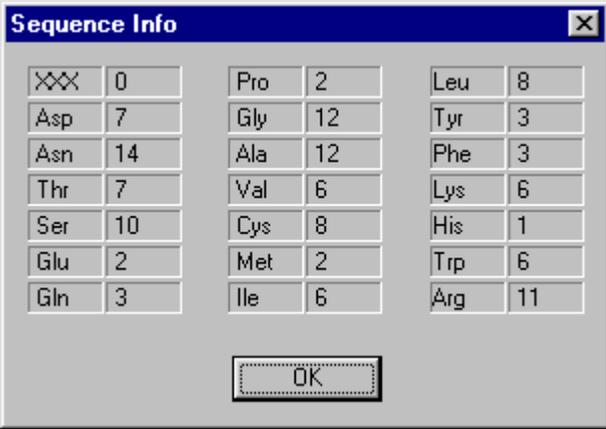 Sequence Info
XXX 0 Pro 2 Leu 8
Asp 7 Gly 12 Tyr 3
Asn 14 Ala 12 Phe 3
Thr 7 Val 6 Lys 6
Ser 10 Cys 8 His 1
Glu 2 Met 2 Trp 6
Gln 3 Ile 6 Arg 11
OK